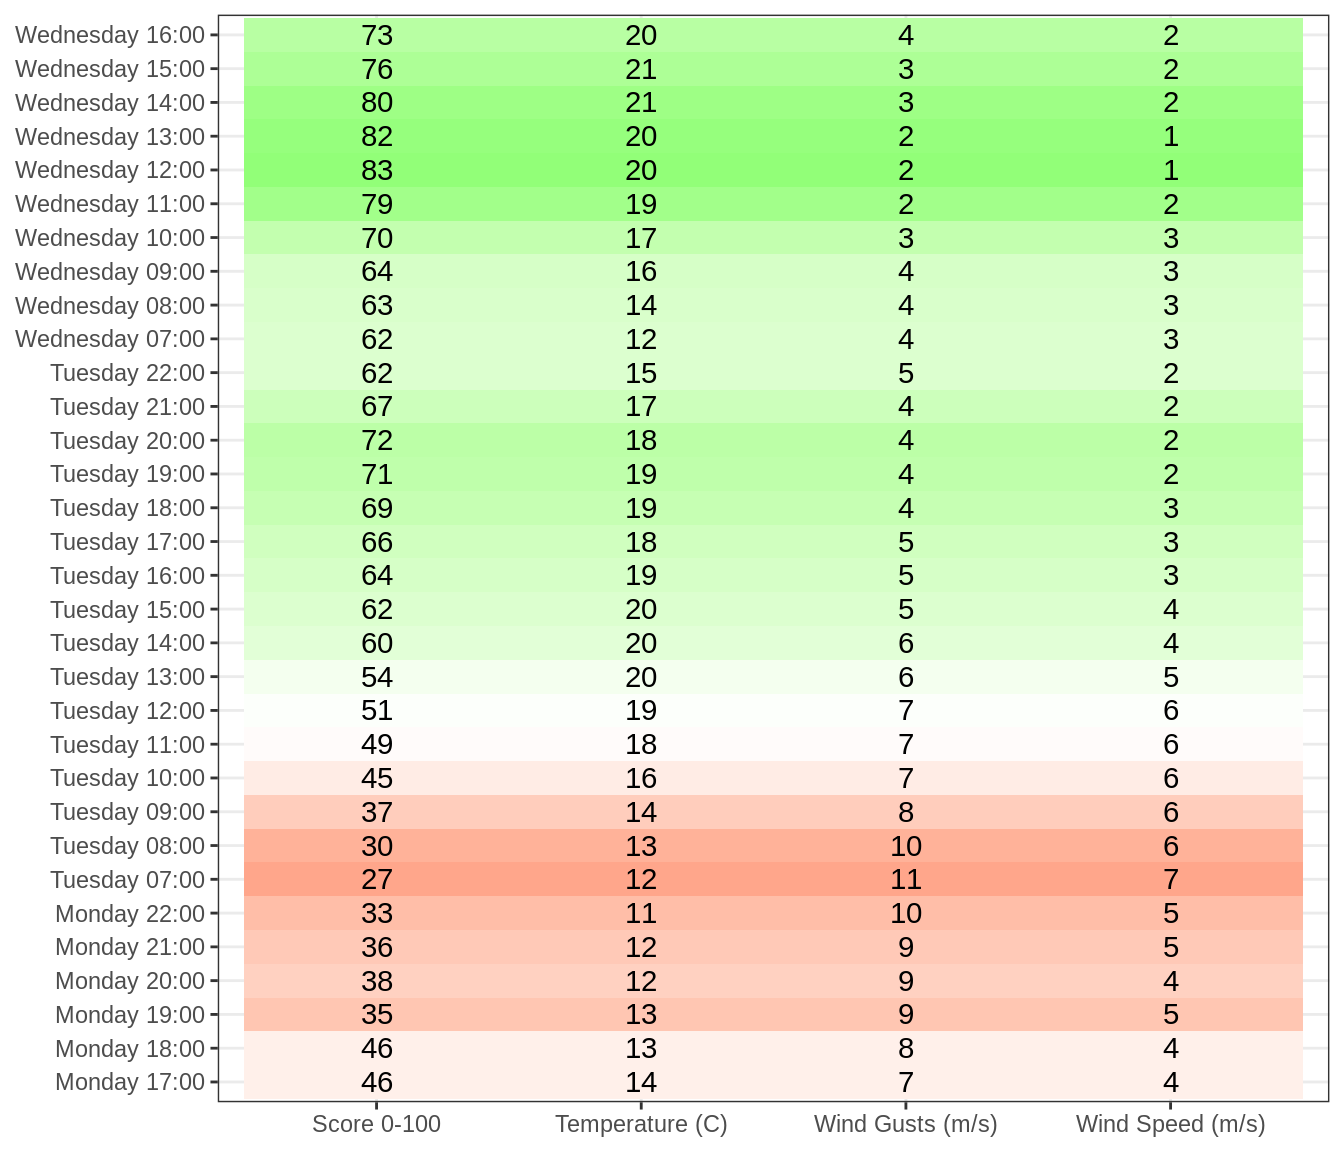 Wednesday 16:00 73 20 4 2
Wednesday 15:00 76 21 3 2
Wednesday 14:00 80 21 3 2
Wednesday 13:00 82 20 2 1
Wednesday 12:00 83 20 2 1
Wednesday 11:00 79 19 2 2
Wednesday 10:00 70 17 3 3
Wednesday 09:00 64 16 4 3
Wednesday 08:00 63 14 4 3
Wednesday 07:00 62 12 4 3
Tuesday 22:00 62 15 5 2
Tuesday 21:00 67 17 4 2
Tuesday 20:00 72 18 4 2
Tuesday 19:00 71 19 4 2
Tuesday 18:00 69 19 4 3
Tuesday 17:00 66 18 5 3
Tuesday 16:00 64 19 5 3
Tuesday 15:00 62 20 5 4
Tuesday 14:00 60 20 6 4
Tuesday 13:00 54 20 6 5
Tuesday 12:00 51 19 7 6
Tuesday 11:00 49 18 7 6
Tuesday 10:00 45 16 7 6
Tuesday 09:00 37 14 8 6
Tuesday 08:00 30 13 10 6
Tuesday 07:00 27 12 11 7
Monday 22:00 33 11 10 5
Monday 21:00 36 12 9 5
Monday 20:00 38 12 9 4
Monday 19:00 35 13 9 5
Monday 18:00 46 13 8 4
Monday 17:00 46 14 7 4
Score 0-100 Temperature (C) Wind Gusts (m/s) Wind Speed (m/s)